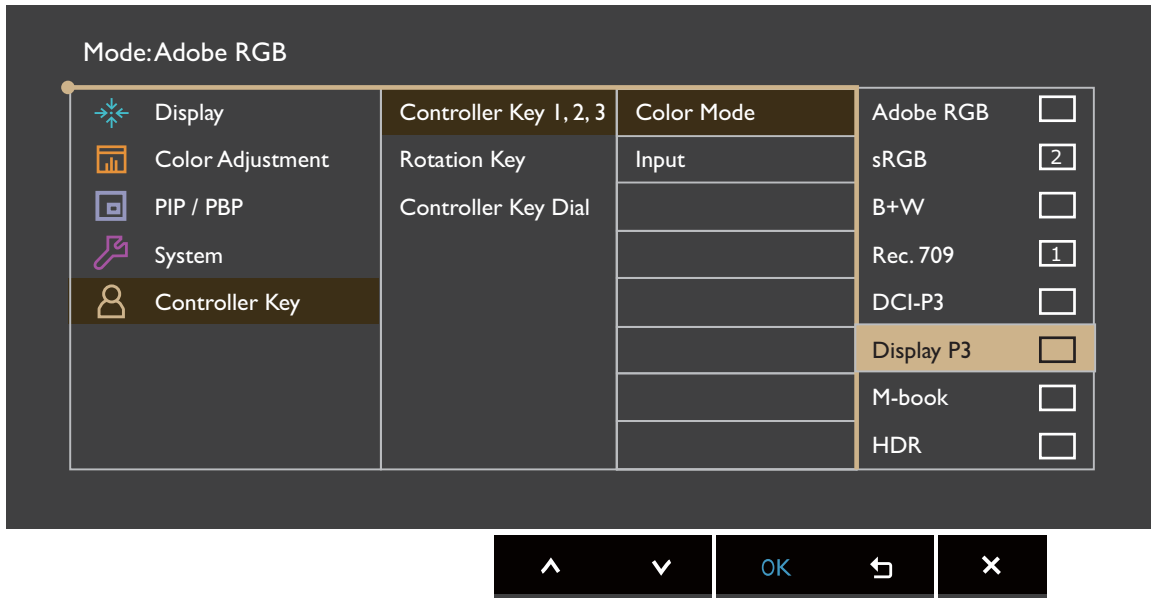 Mode: Adobe RGB
Display
Color Adjustment
PIP / PBP
System
Controller Key
Controller Key 1, 2, 3
Rotation Key
Controller Key Dial
Color Mode
Input
Adobe RGB
sRGB 2
B+W
Rec. 709 1
DCI-P3
Display P3
M-book
HDR
OK